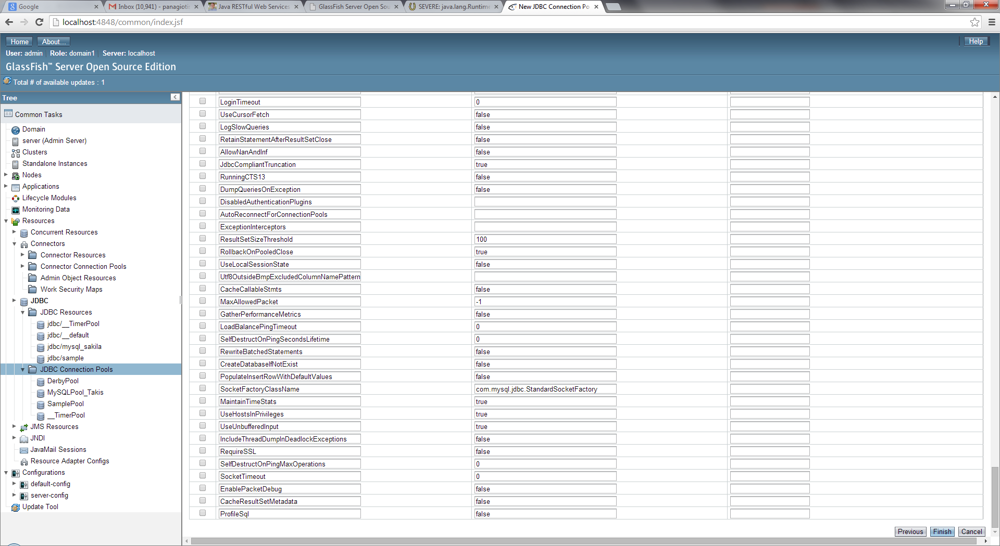 Google
Inbox (10,941) - panagiotis
Java RESTful Web Services
GlassFish Server Open Sou
SEVERE: java.lang.Runtime
New JDBC Connection Po
localhost:4848/common/index.jsf
Home
About...
Help
User: admin
Role: domain1
Server: localhost
GlassFish™ Server Open Source Edition
Total # of available updates : 1
Tree
Common Tasks
Domain
server (Admin Server)
Clusters
Standalone Instances
Nodes
Applications
Lifecycle Modules
Monitoring Data
Resources
Concurrent Resources
Connectors
Connector Resources
Connector Connection Pools
Admin Object Resources
Work Security Maps
JDBC
JDBC Resources
jdbc/__TimerPool
jdbc/__default
jdbc/mysql_sakila
jdbc/sample
JDBC Connection Pools
DerbyPool
MySQLPool_Takis
SamplePool
__TimerPool
JMS Resources
JNDI
JavaMail Sessions
Resource Adapter Configs
Configurations
default-config
server-config
Update Tool
LoginTimeout 0
UseCursorFetch false
LogSlowQueries false
RetainStatementAfterResultSetClose false
AllowNanAndInf false
JdbcCompliantTruncation true
RunningCTS13 false
DumpQueriesOnException false
DisabledAuthenticationPlugins
AutoReconnectForConnectionPools
ExceptionInterceptors
ResultSetSizeThreshold 100
RollbackOnPooledClose true
UseLocalSessionState false
Utf8OutsideBmpExcludedColumnNamePattern
CacheCallableStmts false
MaxAllowedPacket -1
GatherPerformanceMetrics false
LoadBalancePingTimeout 0
SelfDestructOnPingSecondsLifetime 0
RewriteBatchedStatements false
CreateDatabaseIfNotExist false
PopulateInsertRowWithDefaultValues false
SocketFactoryClassName com.mysql.jdbc.StandardSocketFactory
MaintainTimeStats true
UseHostsInPrivileges true
UseUnbufferedInput true
IncludeThreadDumpInDeadlockExceptions false
RequireSSL false
SelfDestructOnPingMaxOperations 0
SocketTimeout 0
EnablePacketDebug false
CacheResultSetMetadata false
ProfileSql false
Previous
Finish
Cancel